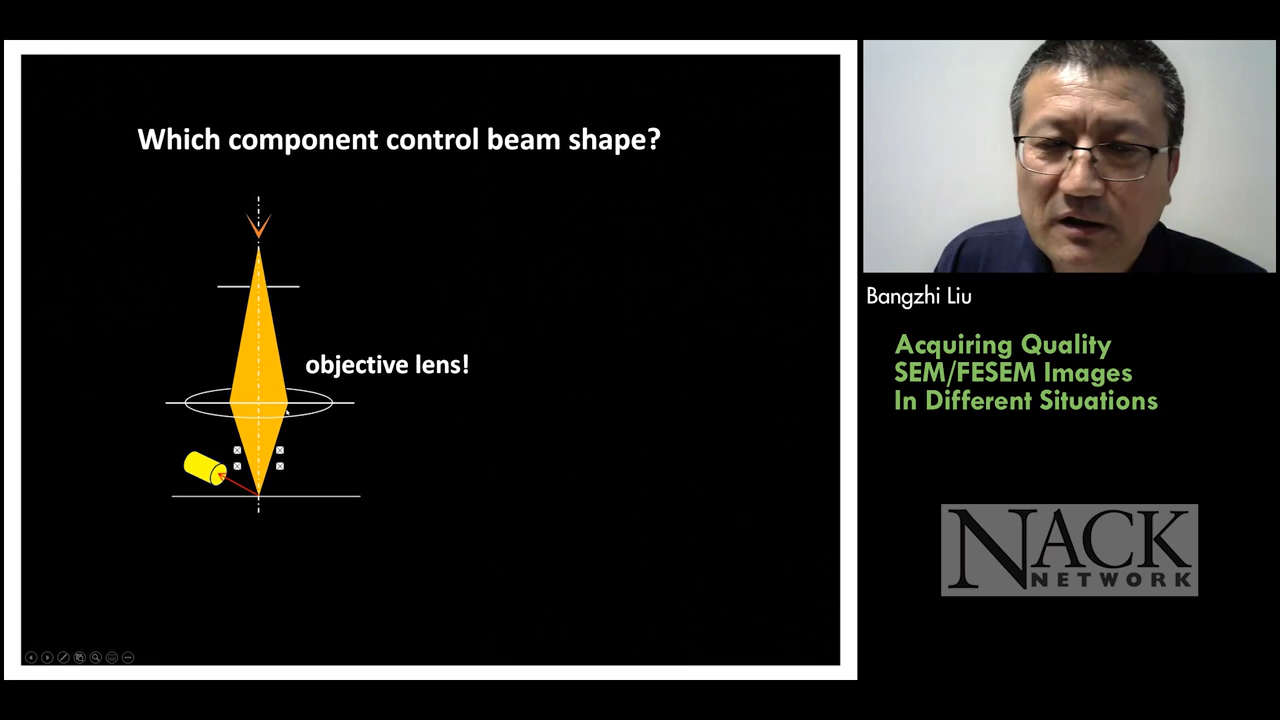 Which component control beam shape?
objective lens!
Bangzhi Liu
Acquiring Quality
SEM/FESEM Images
In Different Situations
NACK
NETWORK